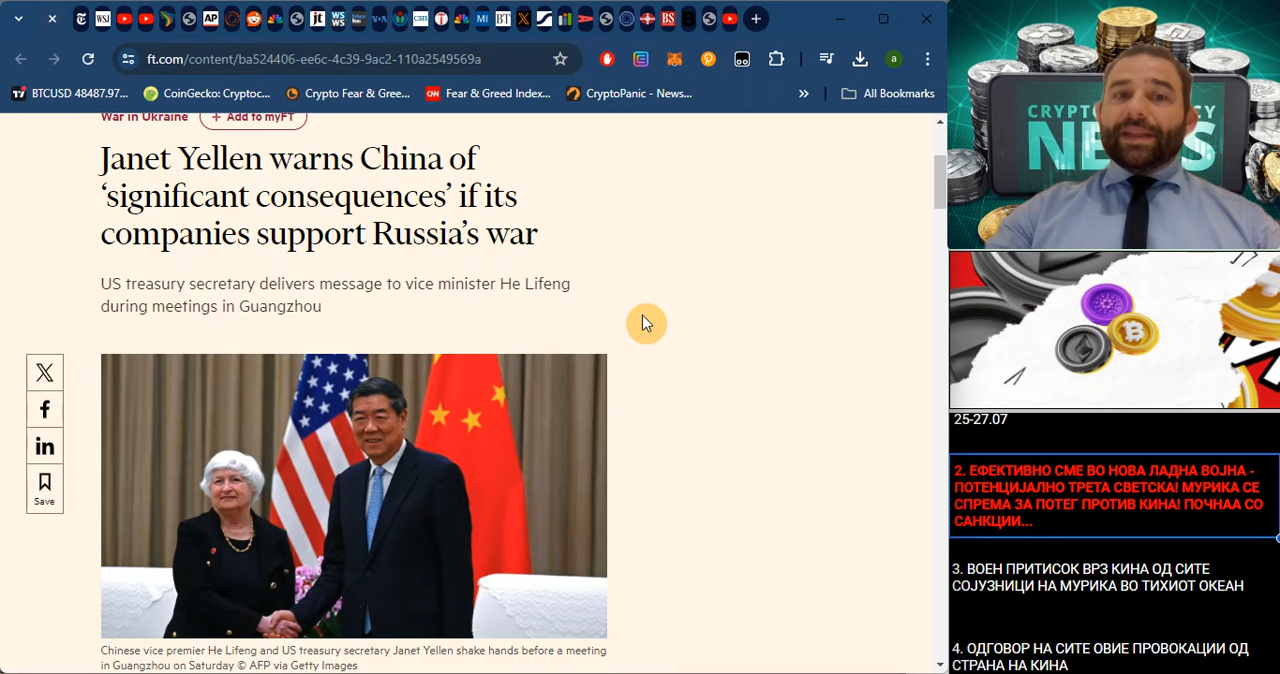 ft.com/content/ba524406-ee6c-4c39-9ac2-110a2549569a
BTCUSD 48487.97...
CoinGecko: Cryptoc...
Crypto Fear & Gree...
Fear & Greed Index...
CryptoPanic - News...
All Bookmarks
War in Ukraine
+ Add to myFT
Janet Yellen warns China of
‘significant consequences’ if its
companies support Russia’s war
US treasury secretary delivers message to vice minister He Lifeng
during meetings in Guangzhou
Save
Chinese vice premier He Lifeng and US treasury secretary Janet Yellen shake hands before a meeting
in Guangzhou on Saturday © AFP via Getty Images
25-27.07
2. ЕФЕКТИВНО СМЕ ВО НОВА ЛАДНА ВОЈНА -
ПОТЕНЦИЈАЛНО ТРЕТА СВЕТСКА! МУРИКА СЕ
СПРЕМА ЗА ПОТЕГ ПРОТИВ КИНА! ПОЧНАА СО
САНКЦИИ...
3. ВОЕН ПРИТИСОК ВРЗ КИНА ОД СИТЕ
СОЈУЗНИЦИ НА МУРИКА ВО ТИХИОТ ОКЕАН
4. ОДГОВОР НА СИТЕ ОВИЕ ПРОВОКАЦИИ ОД
СТРАНА НА КИНА